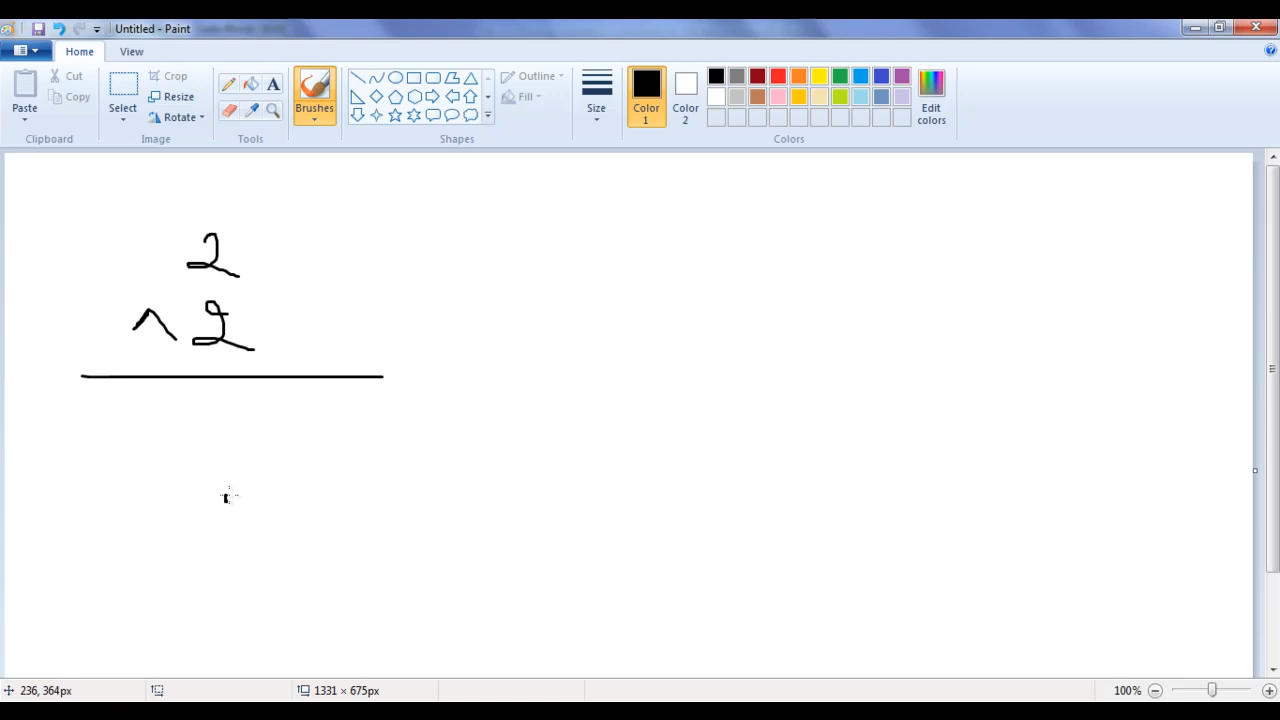 Untitled - Paint
Home View
Paste
Cut
Copy
Clipboard
Select
Crop
Resize
Rotate
Image
A
Tools
Brushes
Shapes
Outline
Fill
Size
Color 1
Color 2
Edit colors
Colors
2
^ 2
236, 364px
1331 × 675px
100%